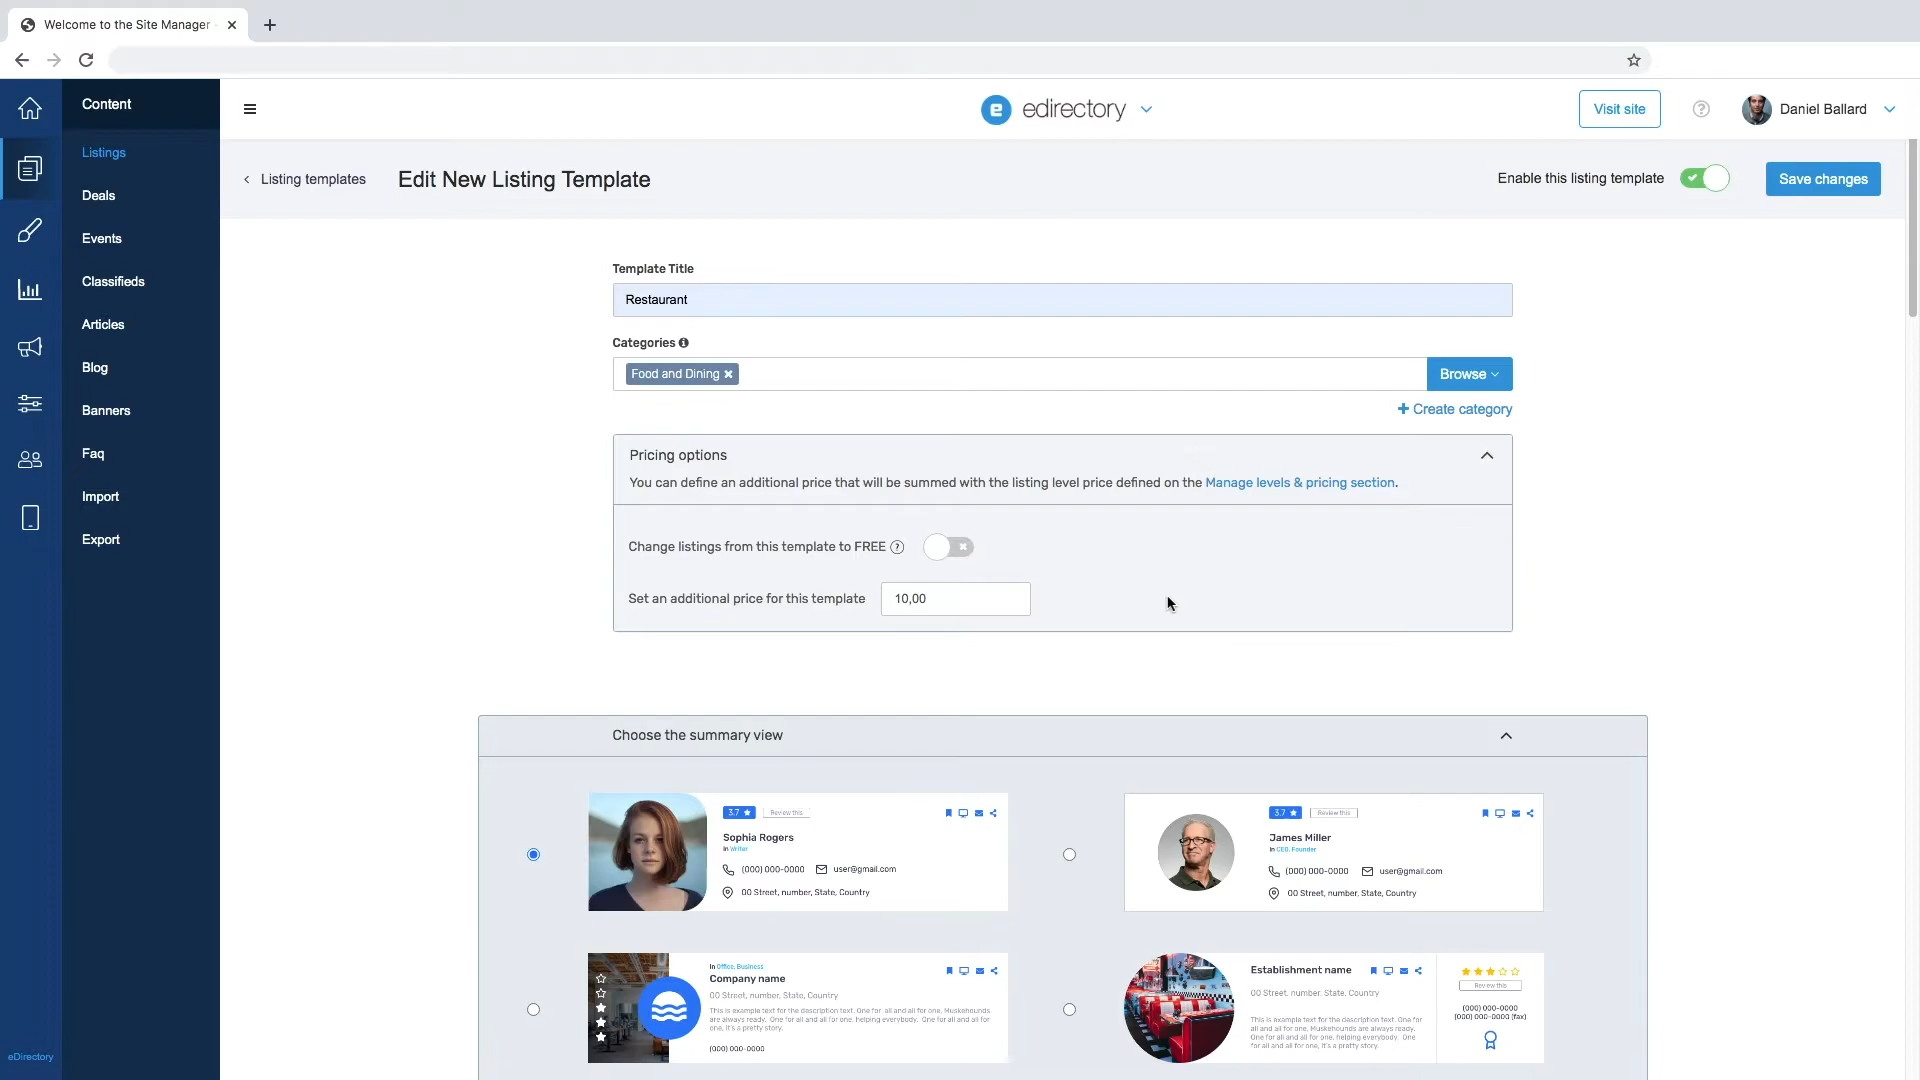 Welcome to the Site Manager
Content
Listings
Deals
Events
Classifieds
Articles
Blog
Banners
Faq
Import
Export
eDirectory
e edirectory
Visit site
Daniel Ballard
Listing templates
Edit New Listing Template
Enable this listing template
Save changes
Template Title
Restaurant
Categories
Food and Dining
Browse
Create category
Pricing options
You can define an additional price that will be summed with the listing level price defined on the Manage levels & pricing section.
Change listings from this template to FREE
Set an additional price for this template 10,00
Choose the summary view
3.7 Review this
Sophia Rogers
In Writer
(000) 000-0000 user@gmail.com
00 Street, number, State, Country
3.7 Review this
James Miller
In CEO, Founder
(000) 000-0000 user@gmail.com
00 Street, number, State, Country
In Office, Business
Company name
00 Street, number, State, Country
This is example text for the description text. One for all and all for one, Muskehounds
are always ready. One for all and all for one, helping everybody. One for all and all for
one, it's a pretty story.
(000) 000-0000
Establishment name
00 Street, number, State, Country
This is example text for the description text. One for
all and all for one, Muskehounds are always ready.
One for all and all for one, helping everybody. One
for all and all for one, it's a pretty story.
Review this
(000) 000-0000
(000) 000-0000 (fax)